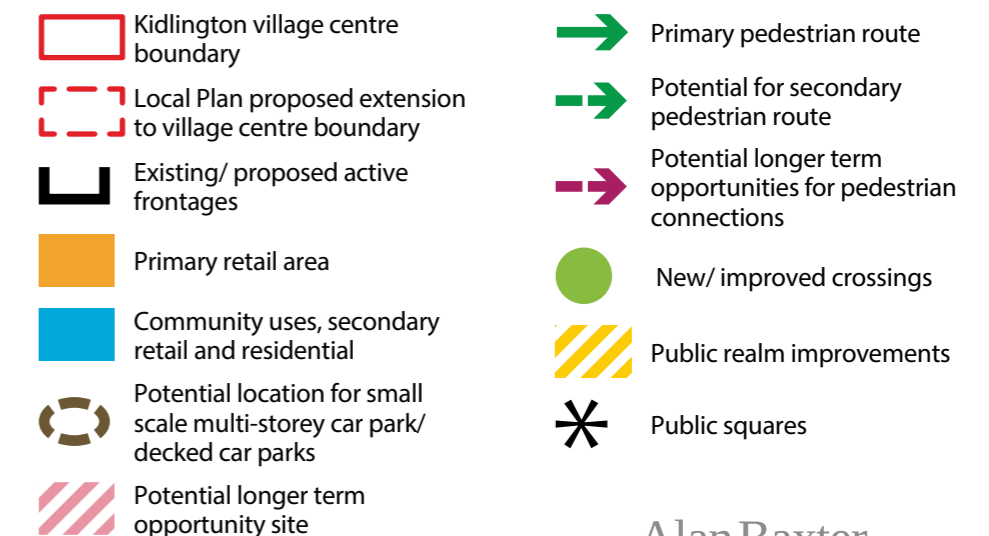 Kidlington village centre
boundary
Local Plan proposed extension
to village centre boundary
Existing/ proposed active
frontages
Primary retail area
Community uses, secondary
retail and residential
Potential location for small
scale multi-storey car park/
decked car parks
Potential longer term
opportunity site
Primary pedestrian route
Potential for secondary
pedestrian route
Potential longer term
opportunities for pedestrian
connections
New/ improved crossings
Public realm improvements
Public squares
Alan Baxter